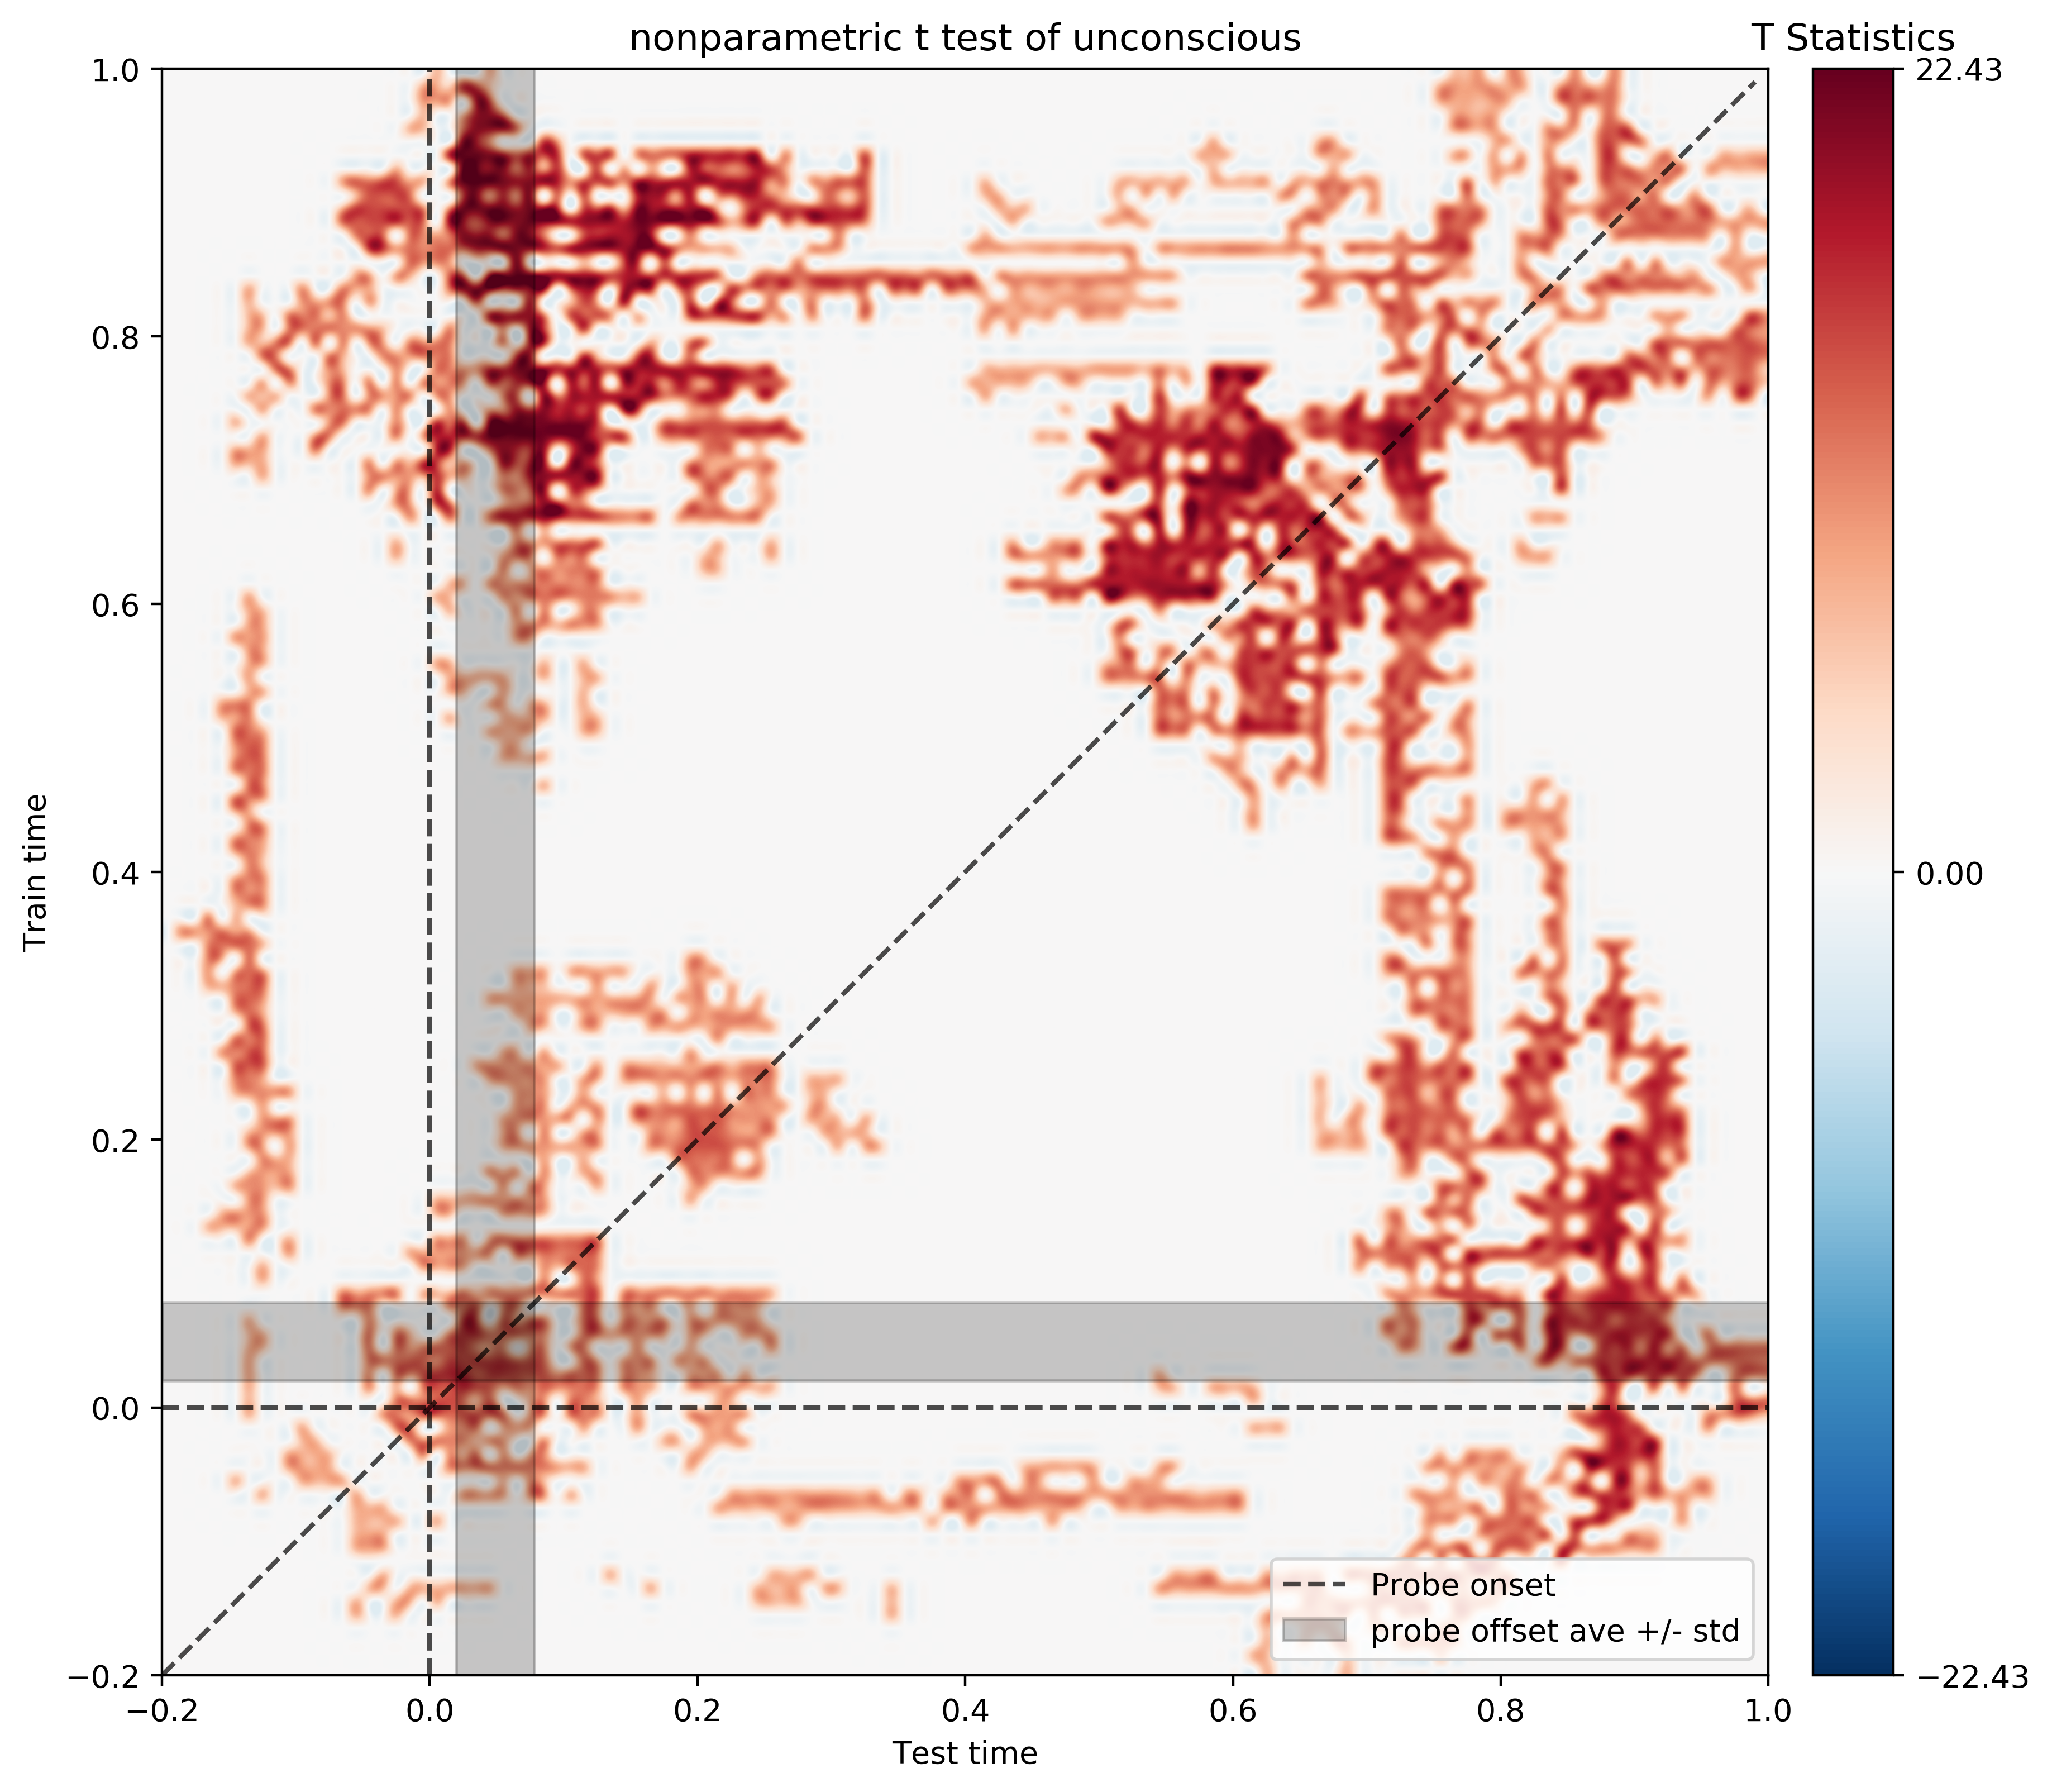 nonparametric t test of unconscious
T Statistics
22.43
0.00
−22.43
1.0
0.8
0.6
0.4
0.2
0.0
−0.2
Train time
−0.2
0.0
0.2
0.4
0.6
0.8
1.0
Test time
Probe onset
probe offset ave +/- std